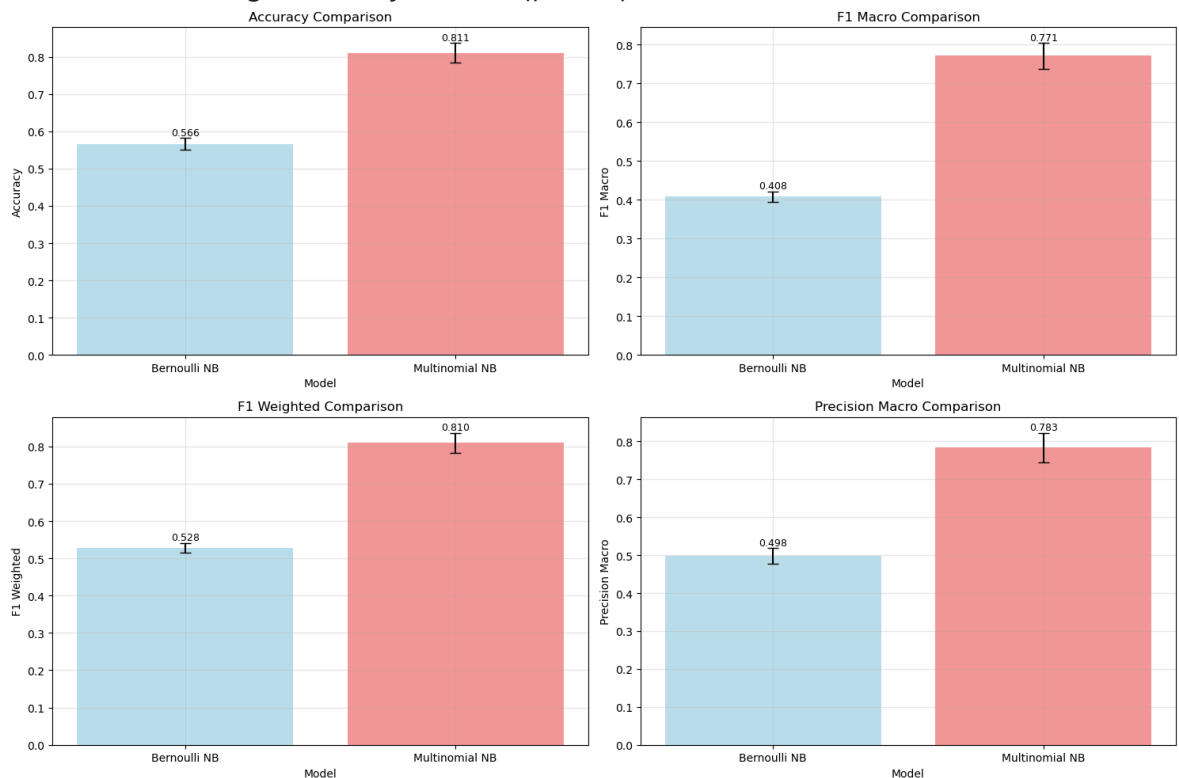 Accuracy Comparison
0.811
0.8
0.7
0.6
0.566
0.5
0.4
0.3
0.2
0.1
0.0
Accuracy
Bernoulli NB
Multinomial NB
Model
F1 Macro Comparison
0.771
0.8
0.7
0.6
0.5
0.408
0.4
0.3
0.2
0.1
0.0
F1 Macro
Bernoulli NB
Multinomial NB
Model
F1 Weighted Comparison
0.810
0.8
0.7
0.6
0.528
0.5
0.4
0.3
0.2
0.1
0.0
F1 Weighted
Bernoulli NB
Multinomial NB
Model
Precision Macro Comparison
0.783
0.8
0.7
0.6
0.498
0.5
0.4
0.3
0.2
0.1
0.0
Precision Macro
Bernoulli NB
Multinomial NB
Model